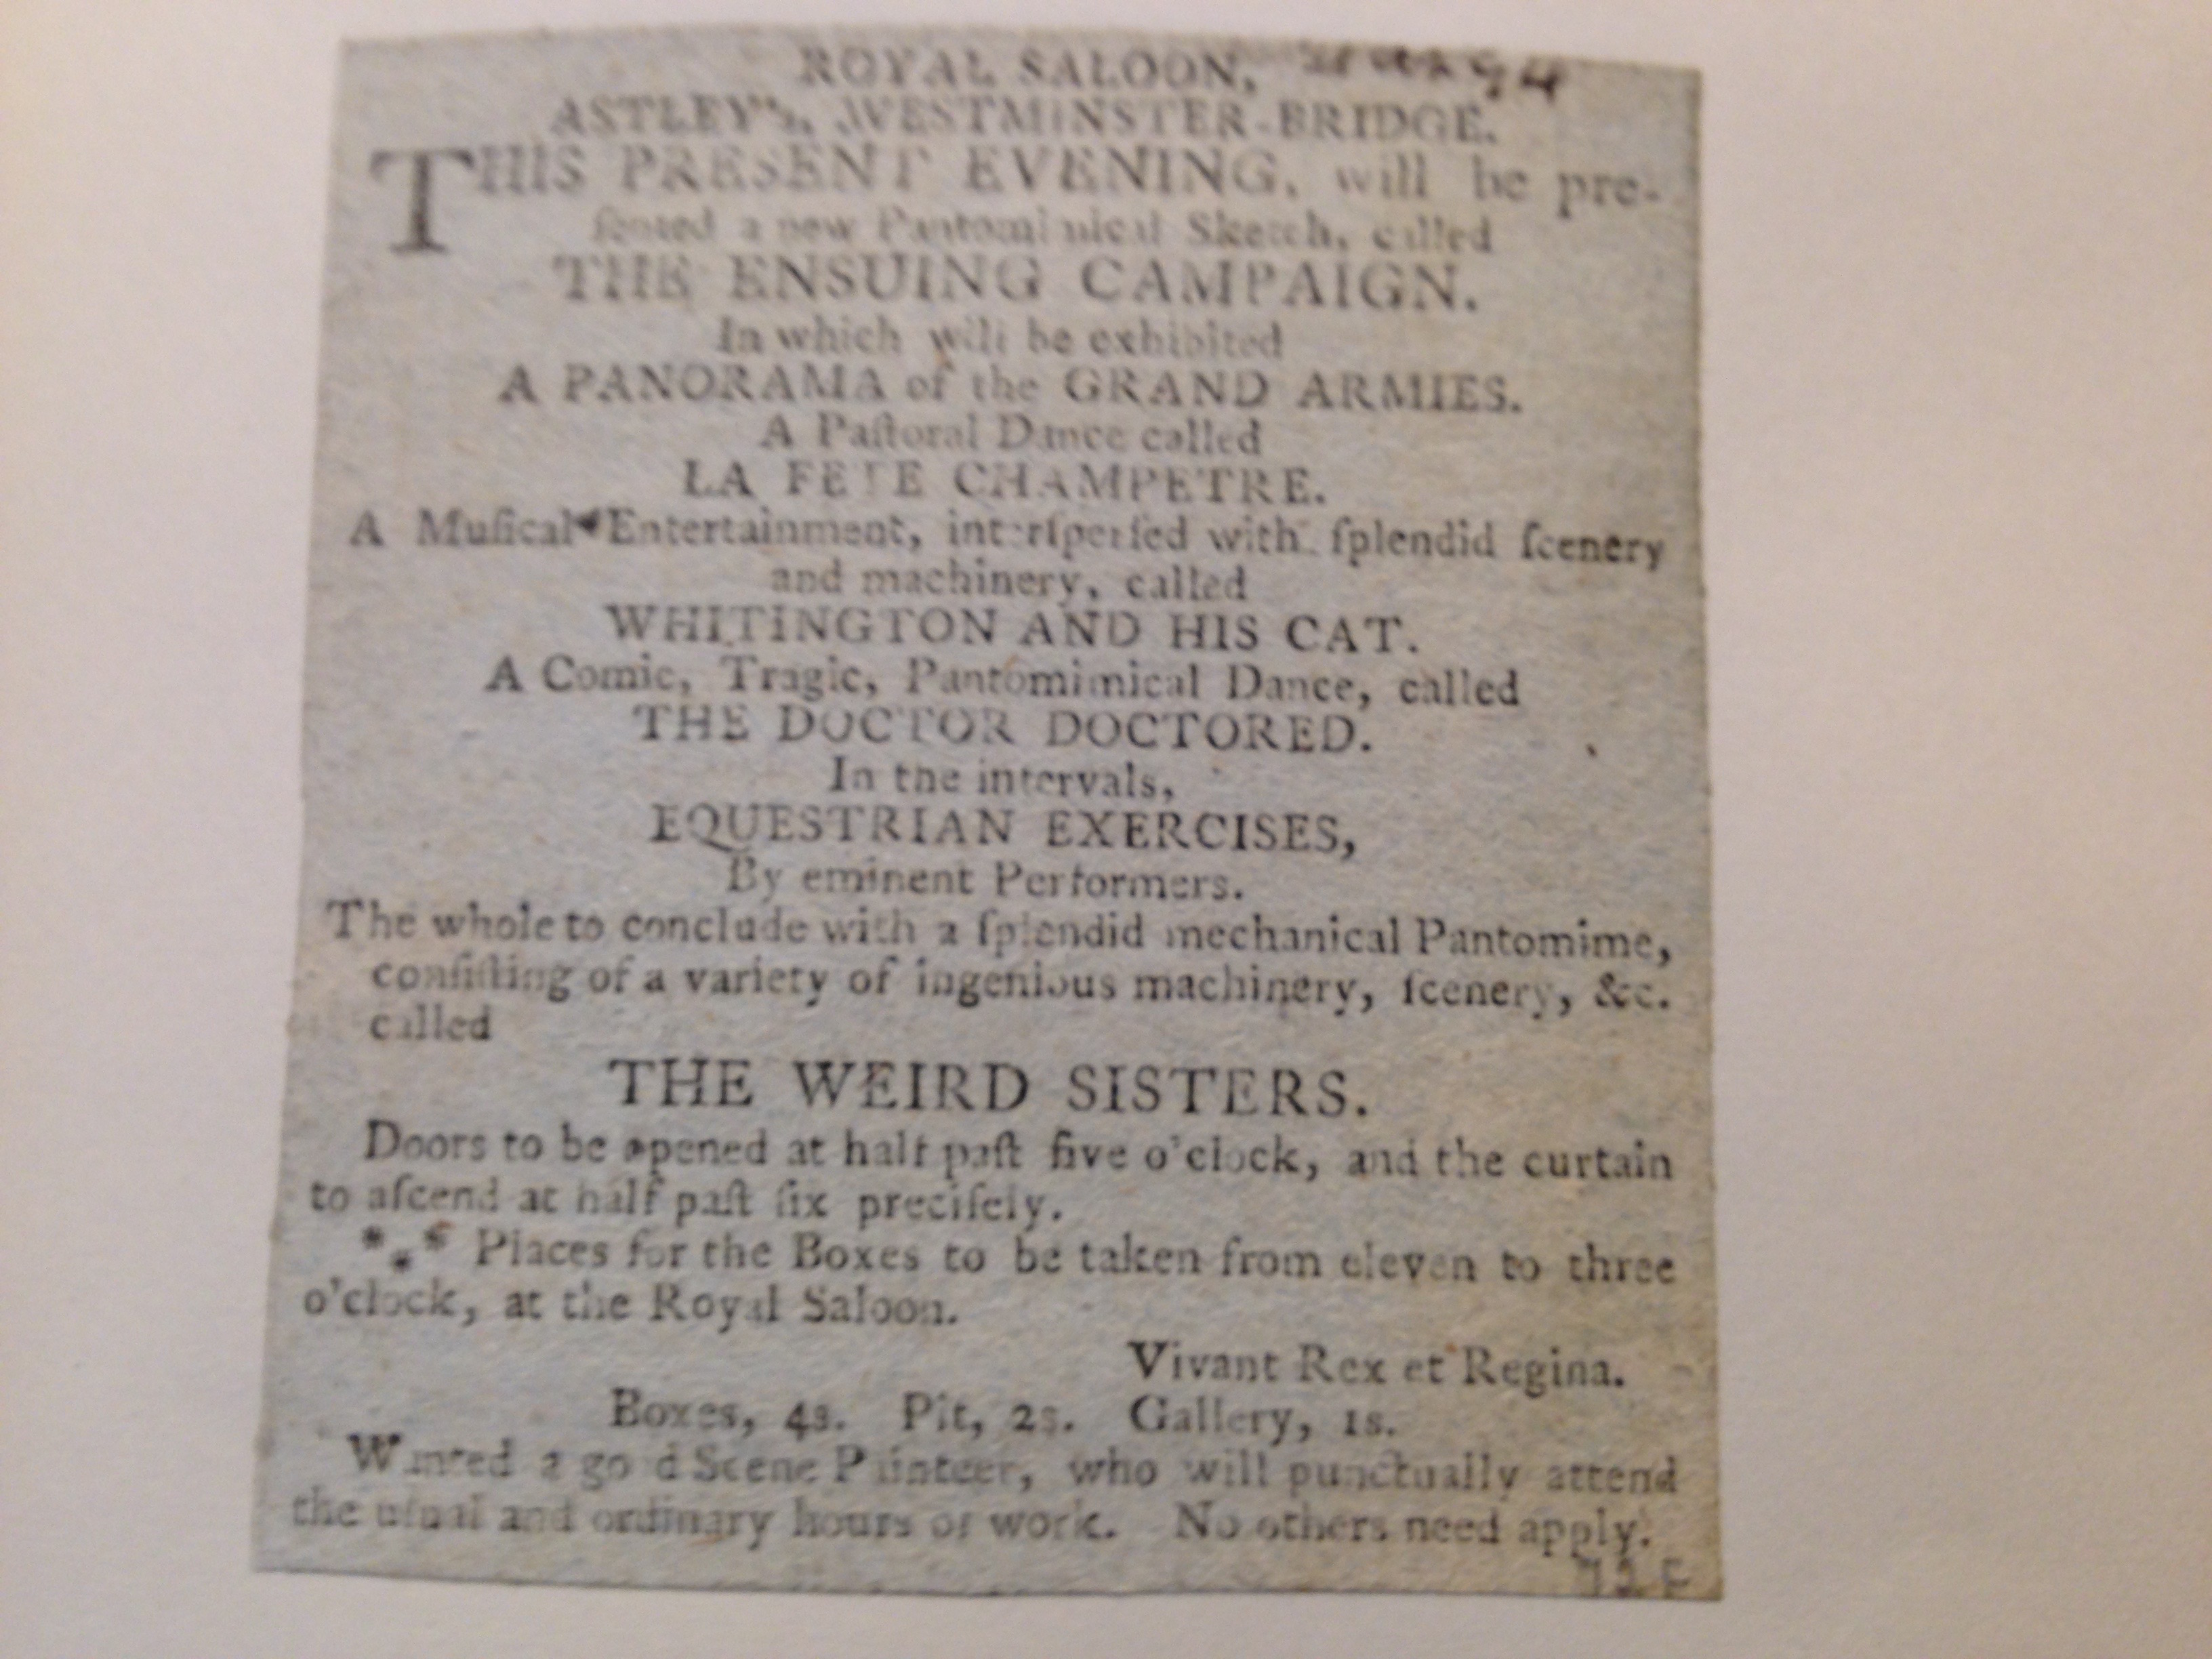 ROYAL SALOON,
ASTLEY's, WESTMINSTER-BRIDGE.
THIS PRESENT EVENING, will be pre-
ſented a new Pantomimical Sketch, called
THE ENSUING CAMPAIGN.
In which will be exhibited
A PANORAMA of the GRAND ARMIES.
A Paſtoral Dance called
LA FETE CHAMPETRE.
A Muſical Entertainment, interſperſed with ſplendid ſcenery
and machinery, called
WHITINGTON AND HIS CAT.
A Comic, Tragic, Pantomimical Dance, called
THE DOCTOR DOCTORED.
In the intervals,
EQUESTRIAN EXERCISES,
By eminent Performers.
The whole to conclude with a ſplendid mechanical Pantomime,
conſiſting of a variety of ingenious machinery, ſcenery, &c.
called
THE WEIRD SISTERS.
Doors to be opened at half paſt five o'clock, and the curtain
to aſcend at half paſt ſix preciſely.
*⁎* Places for the Boxes to be taken from eleven to three
o'clock, at the Royal Saloon.
Vivant Rex et Regina.
Boxes, 4s. Pit, 2s. Gallery, 1s.
Wanted a good Scene Painter, who will punctually attend
the uſual and ordinary hours of work. No others need apply.